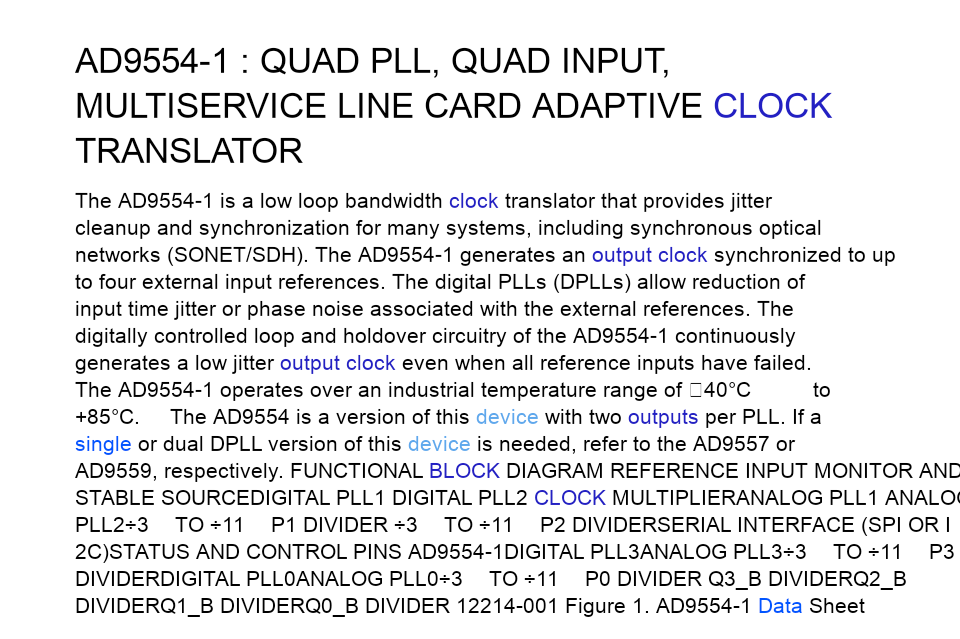 AD9554-1 : QUAD PLL, QUAD INPUT,
MULTISERVICE LINE CARD ADAPTIVE CLOCK
TRANSLATOR
The AD9554-1 is a low loop bandwidth clock translator that provides jitter
cleanup and synchronization for many systems, including synchronous optical
networks (SONET/SDH). The AD9554-1 generates an output clock synchronized to up
to four external input references. The digital PLLs (DPLLs) allow reduction of
input time jitter or phase noise associated with the external references. The
digitally controlled loop and holdover circuitry of the AD9554-1 continuously
generates a low jitter output clock even when all reference inputs have failed.
The AD9554-1 operates over an industrial temperature range of □40°C to
+85°C. The AD9554 is a version of this device with two outputs per PLL. If a
single or dual DPLL version of this device is needed, refer to the AD9557 or
AD9559, respectively. FUNCTIONAL BLOCK DIAGRAM REFERENCE INPUT MONITOR AND
STABLE SOURCEDIGITAL PLL1 DIGITAL PLL2 CLOCK MULTIPLIERANALOG PLL1 ANALO
PLL2÷3 TO ÷11 P1 DIVIDER ÷3 TO ÷11 P2 DIVIDERSERIAL INTERFACE (SPI OR I
2C)STATUS AND CONTROL PINS AD9554-1DIGITAL PLL3ANALOG PLL3÷3 TO ÷11 P3
DIVIDERDIGITAL PLL0ANALOG PLL0÷3 TO ÷11 P0 DIVIDER Q3_B DIVIDERQ2_B
DIVIDERQ1_B DIVIDERQ0_B DIVIDER 12214-001 Figure 1. AD9554-1 Data Sheet